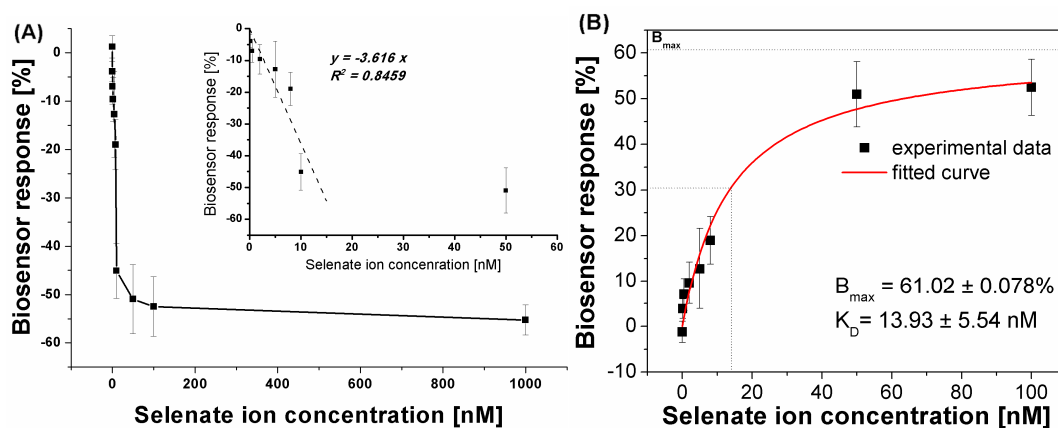 (A)
Biosensor response [%]
0
-10
-20
-30
-40
-50
-60
0 200 400 600 800 1000
Selenate ion concentration [nM]
Biosensor response [%]
0
-10
-20
-30
-40
-50
-60
y = -3.616 x
R² = 0.8459
0 10 20 30 40 50 60
Selenate ion concenration [nM]
(B)
Biosensor response [%]
60
50
40
30
20
10
0
-10
Bmax
experimental data
fitted curve
Bmax = 61.02 ± 0.078%
KD= 13.93 ± 5.54 nM
0 20 40 60 80 100
Selenate ion concentration [nM]